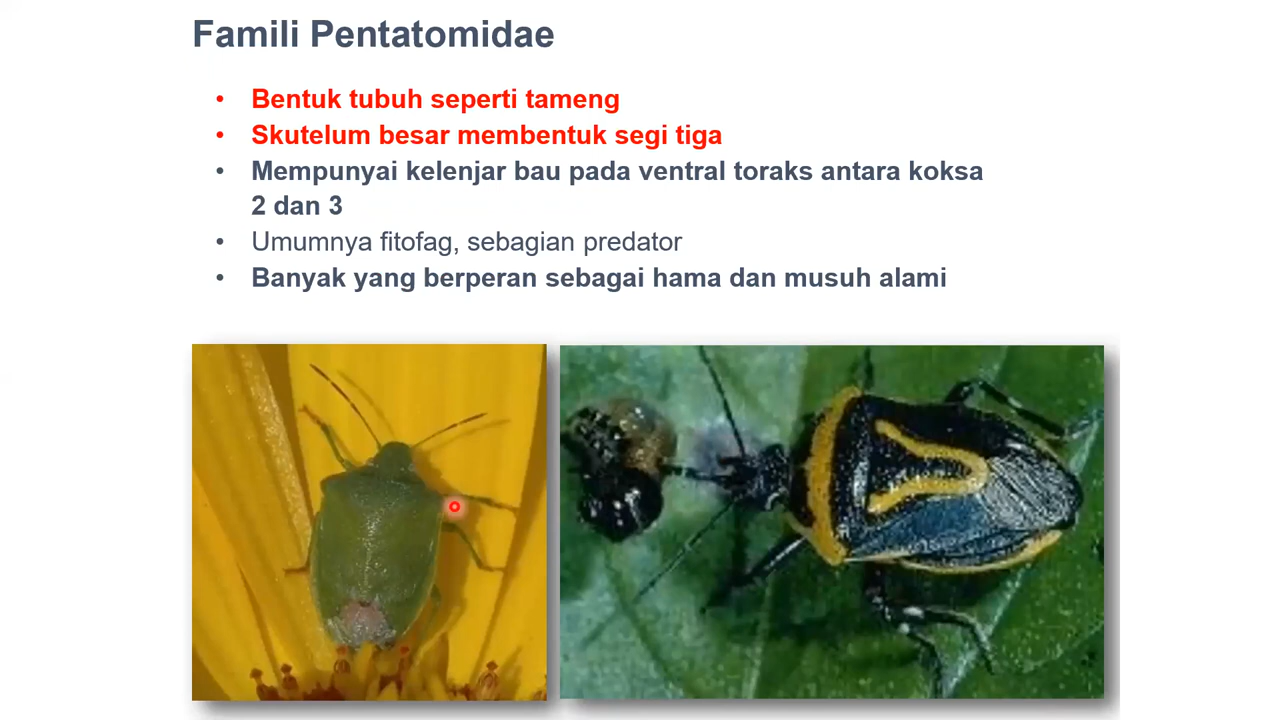 Famili Pentatomidae
• Bentuk tubuh seperti tameng
• Skutelum besar membentuk segi tiga
• Mempunyai kelenjar bau pada ventral toraks antara koksa
2 dan 3
• Umumnya fitofag, sebagian predator
• Banyak yang berperan sebagai hama dan musuh alami